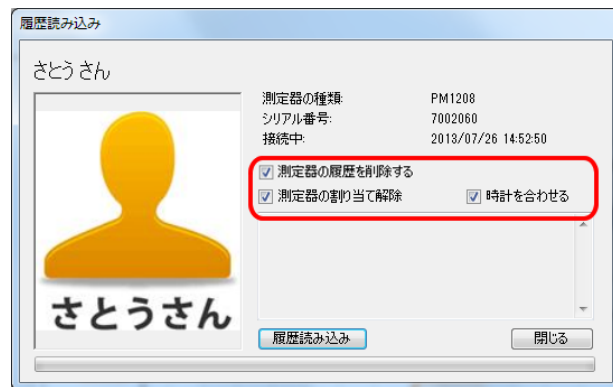 履歴読み込み
さとう さん
測定器の種類: PM1208
シリアル番号: 7002060
接続中: 2013/07/26 14:52:50
測定器の履歴を削除する
測定器の割り当て解除 時計を合わせる
さとうさん
履歴読み込み 閉じる